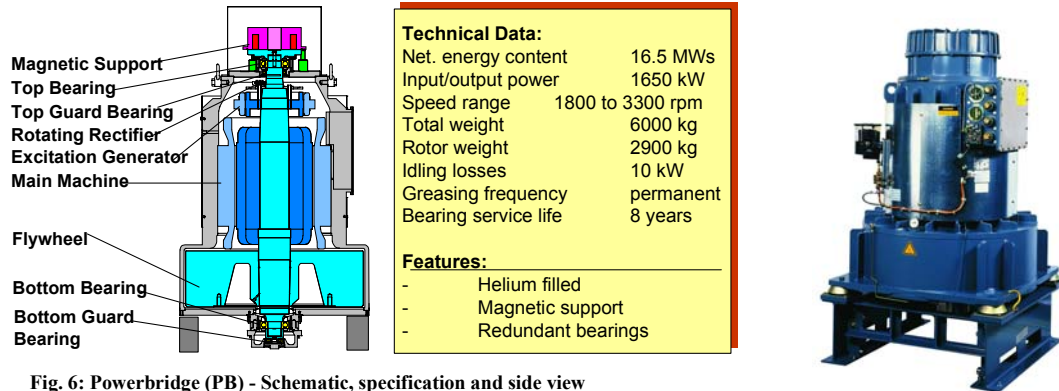 Magnetic Support
Top Bearing
Top Guard Bearing
Rotating Rectifier
Excitation Generator
Main Machine
Flywheel
Bottom Bearing
Bottom Guard
Bearing
Technical Data:
Net. energy content 16.5 MWs
Input/output power 1650 kW
Speed range 1800 to 3300 rpm
Total weight 6000 kg
Rotor weight 2900 kg
Idling losses 10 kW
Greasing frequency permanent
Bearing service life 8 years
Features:
- Helium filled
- Magnetic support
- Redundant bearings
Fig. 6: Powerbridge (PB) - Schematic, specification and side view